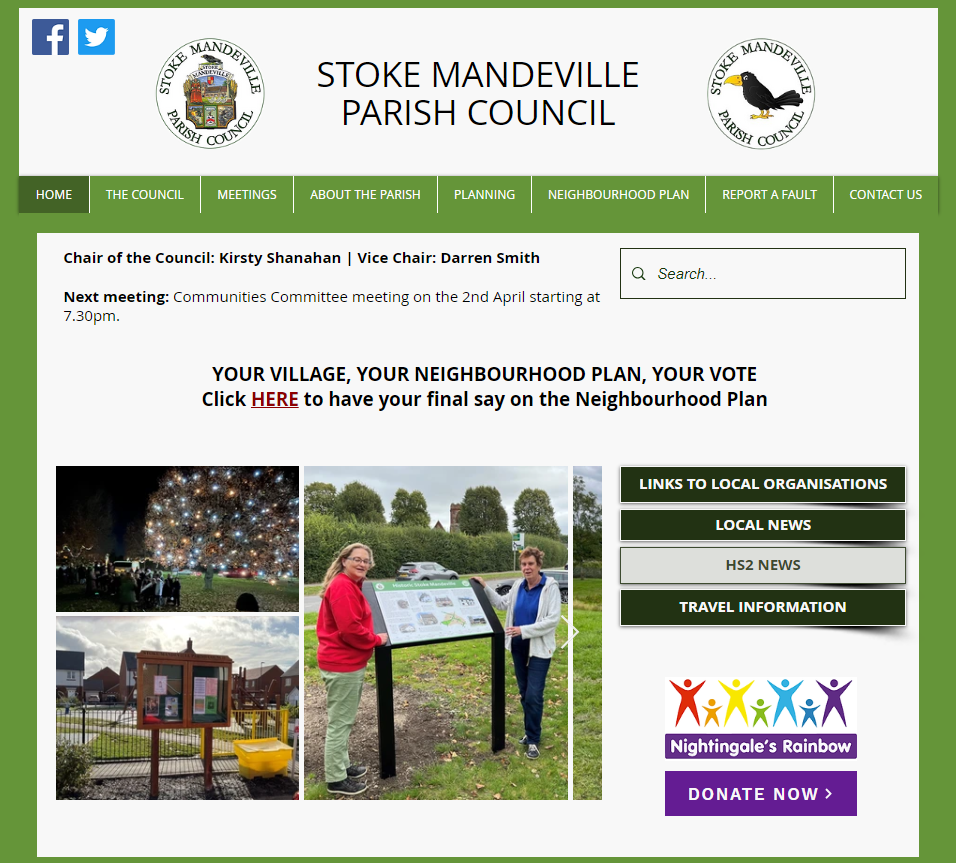 STOKE MANDEVILLE
PARISH COUNCIL
STOKE MANDEVILLE
PARISH COUNCIL
STOKE MANDEVILLE
PARISH COUNCIL
HOME
THE COUNCIL
MEETINGS
ABOUT THE PARISH
PLANNING
NEIGHBOURHOOD PLAN
REPORT A FAULT
CONTACT US
Chair of the Council: Kirsty Shanahan | Vice Chair: Darren Smith
Next meeting: Communities Committee meeting on the 2nd April starting at
7.30pm.
Search...
YOUR VILLAGE, YOUR NEIGHBOURHOOD PLAN, YOUR VOTE
Click HERE to have your final say on the Neighbourhood Plan
Historic Stoke Mandeville
LINKS TO LOCAL ORGANISATIONS
LOCAL NEWS
HS2 NEWS
TRAVEL INFORMATION
Nightingale's Rainbow
DONATE NOW